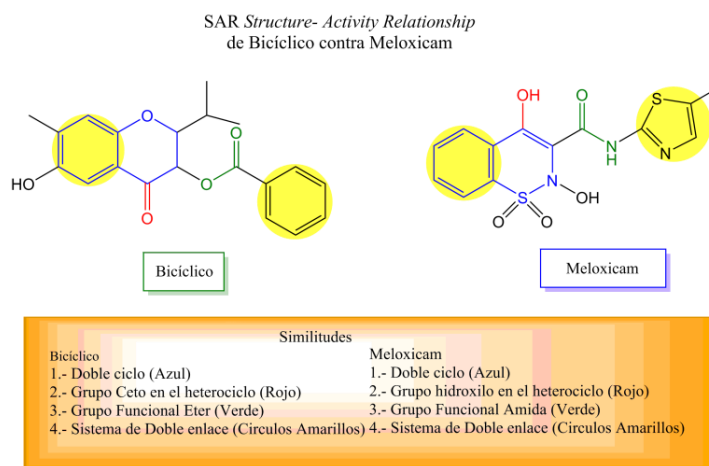 SAR Structure- Activity Relationship
de Bicíclico contra Meloxicam
O
O
HO
O
O
O
OH
O
S
N
H
N
N
OH
S
O
O
Bicíclico
Meloxicam
Similitudes
Bicíclico
1.- Doble ciclo (Azul)
2.- Grupo Ceto en el heterociclo (Rojo)
3.- Grupo Funcional Eter (Verde)
4.- Sistema de Doble enlace (Circulos Amarillos)
Meloxicam
1.- Doble ciclo (Azul)
2.- Grupo hidroxilo en el heterociclo (Rojo)
3.- Grupo Funcional Amida (Verde)
4.- Sistema de Doble enlace (Circulos Amarillos)